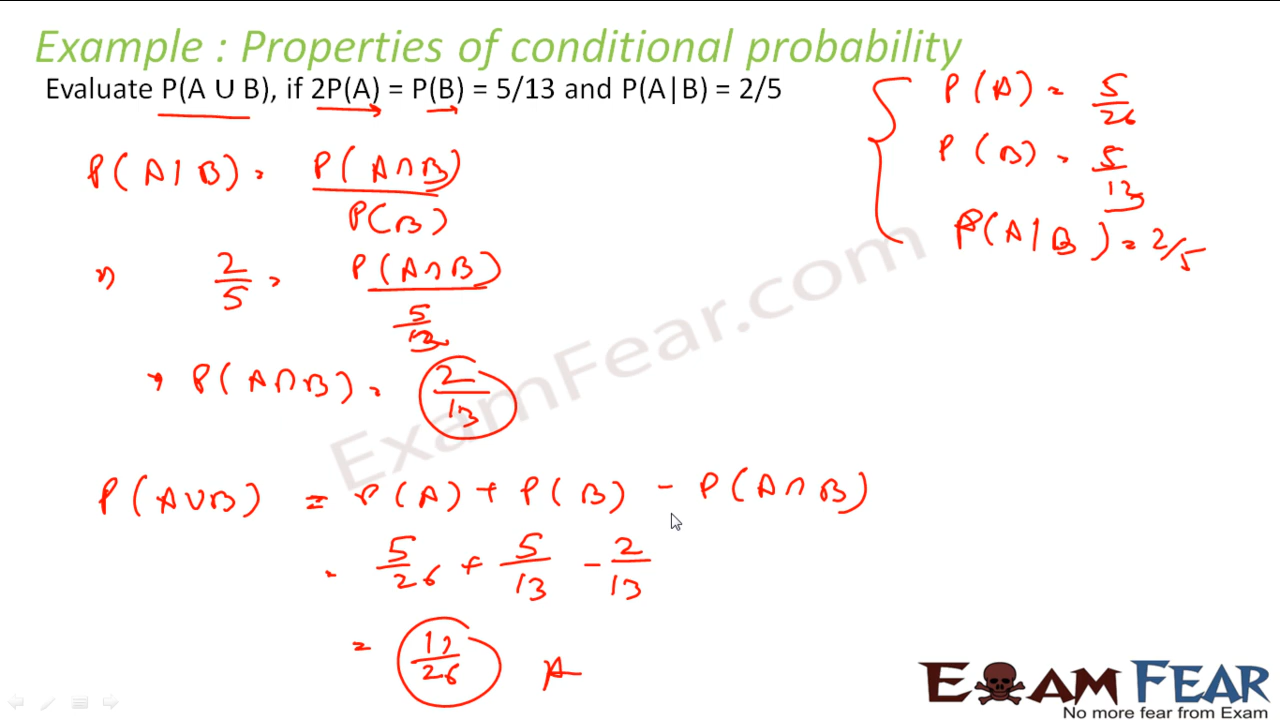 Example : Properties of conditional probability
Evaluate P(A ∪ B), if 2P(A) = P(B) = 5/13 and P(A|B) = 2/5
P(A) = 5/26
P(B) = 5/13
P(A|B) = 2/5
P(A|B) = P(A∩B)/P(B)
2/5 = P(A∩B)/5/13
P(A∩B) = 2/13
P(A∪B) = P(A) + P(B) - P(A∩B)
= 5/26 + 5/13 - 2/13
= /26 A
ExamFear.com
EXAM FEAR
No more fear from Exam